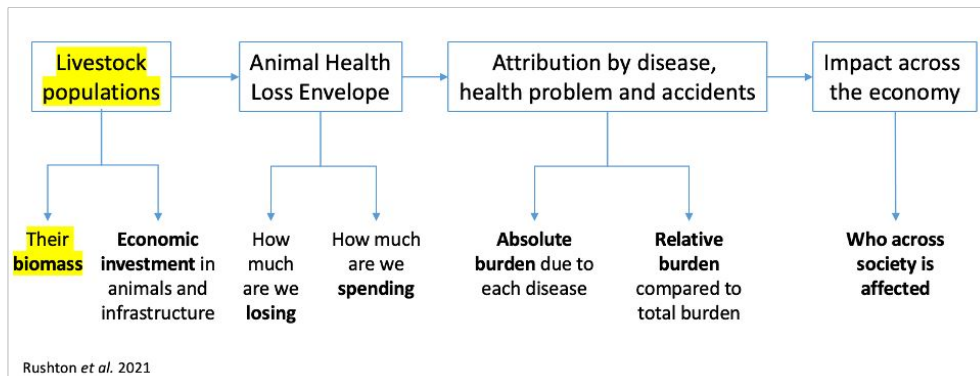 Livestock
populations
Animal Health
Loss Envelope
Attribution by disease,
health problem and accidents
Impact across
the economy
Their
biomass
Economic
investment in
animals and
infrastructure
How
much
are we
losing
How much
are we
spending
Absolute
burden due to
each disease
Relative
burden
compared to
total burden
Who across
society is
affected
Rushton et al. 2021